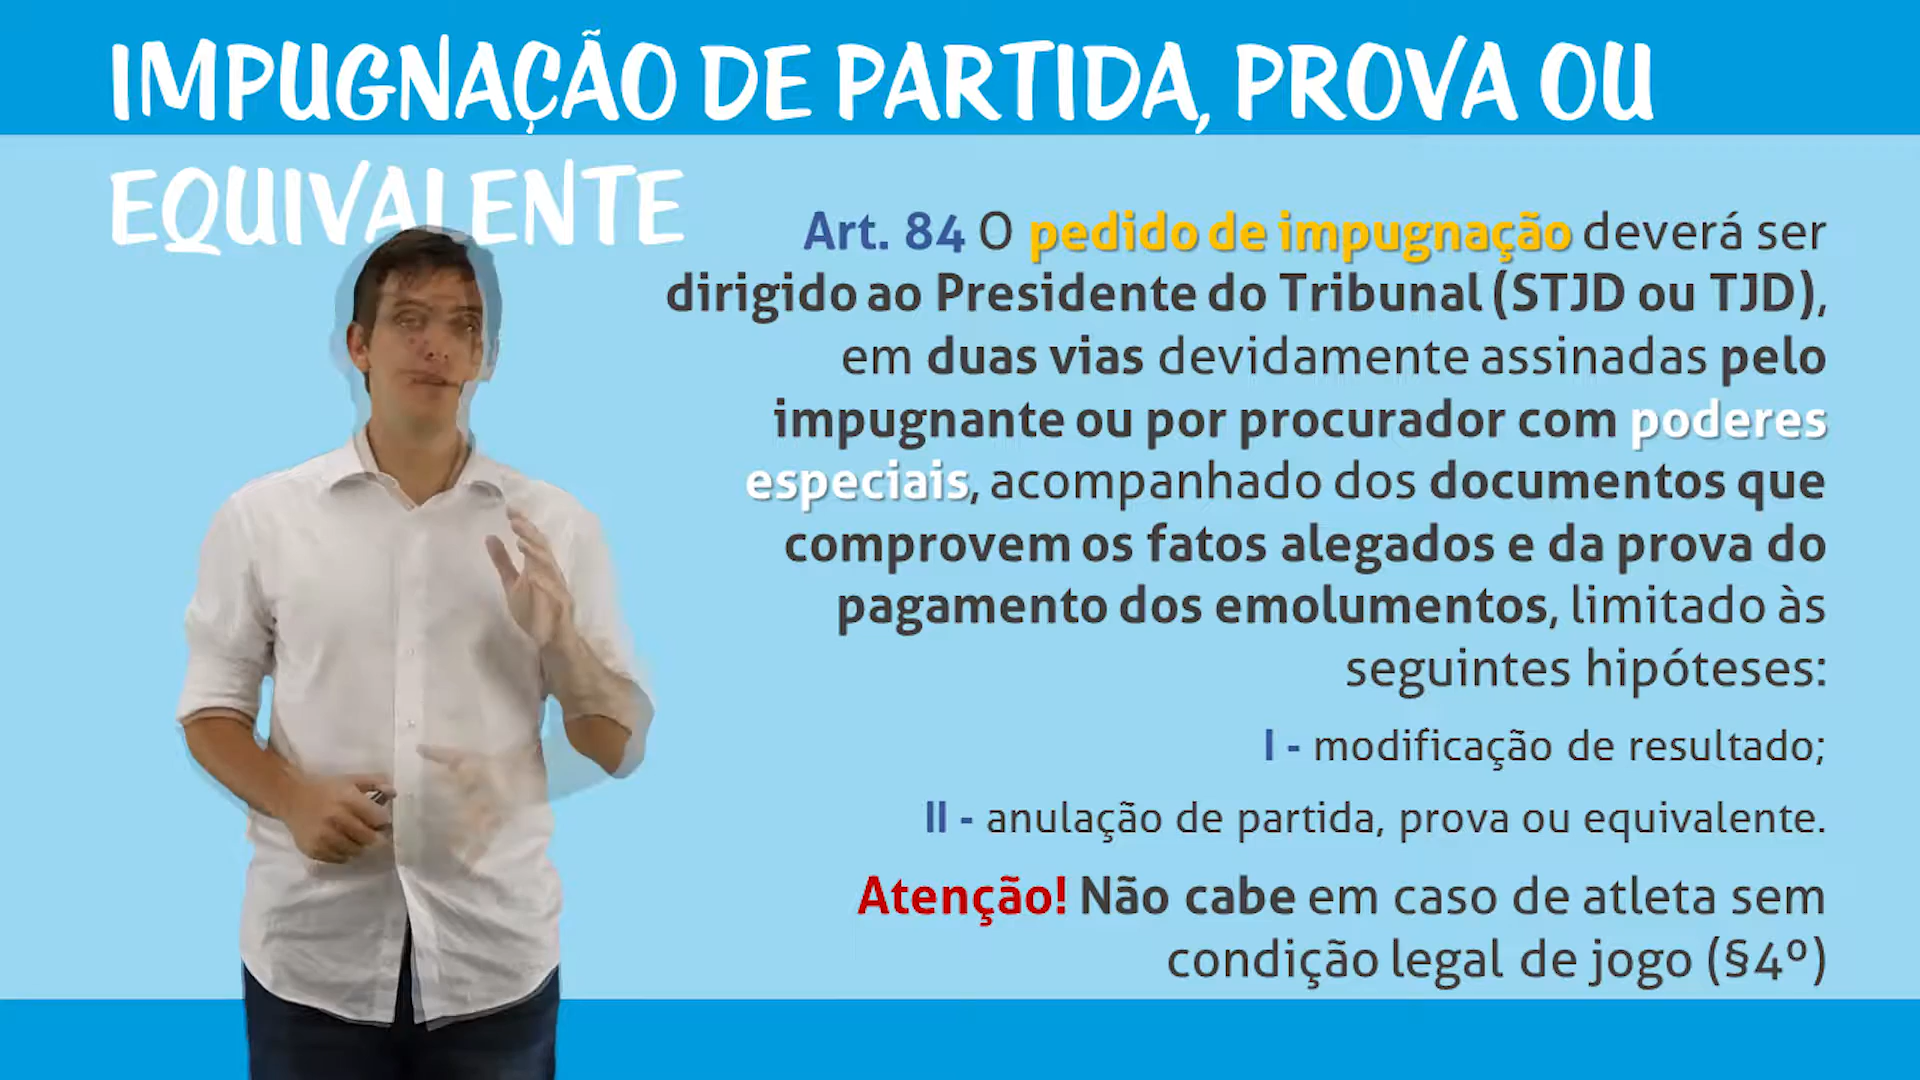 IMPUGNAÇÃO DE PARTIDA, PROVA OU
EQUIVALENTE
Art. 84 O pedido de impugnação deverá ser
dirigido ao Presidente do Tribunal (STJD ou TJD),
em duas vias devidamente assinadas pelo
impugnante ou por procurador com poderes
especiais, acompanhado dos documentos que
comprovem os fatos alegados e da prova do
pagamento dos emolumentos, limitado às
seguintes hipóteses:
I - modificação de resultado;
II - anulação de partida, prova ou equivalente.
Atenção! Não cabe em caso de atleta sem
condição legal de jogo (§4º)